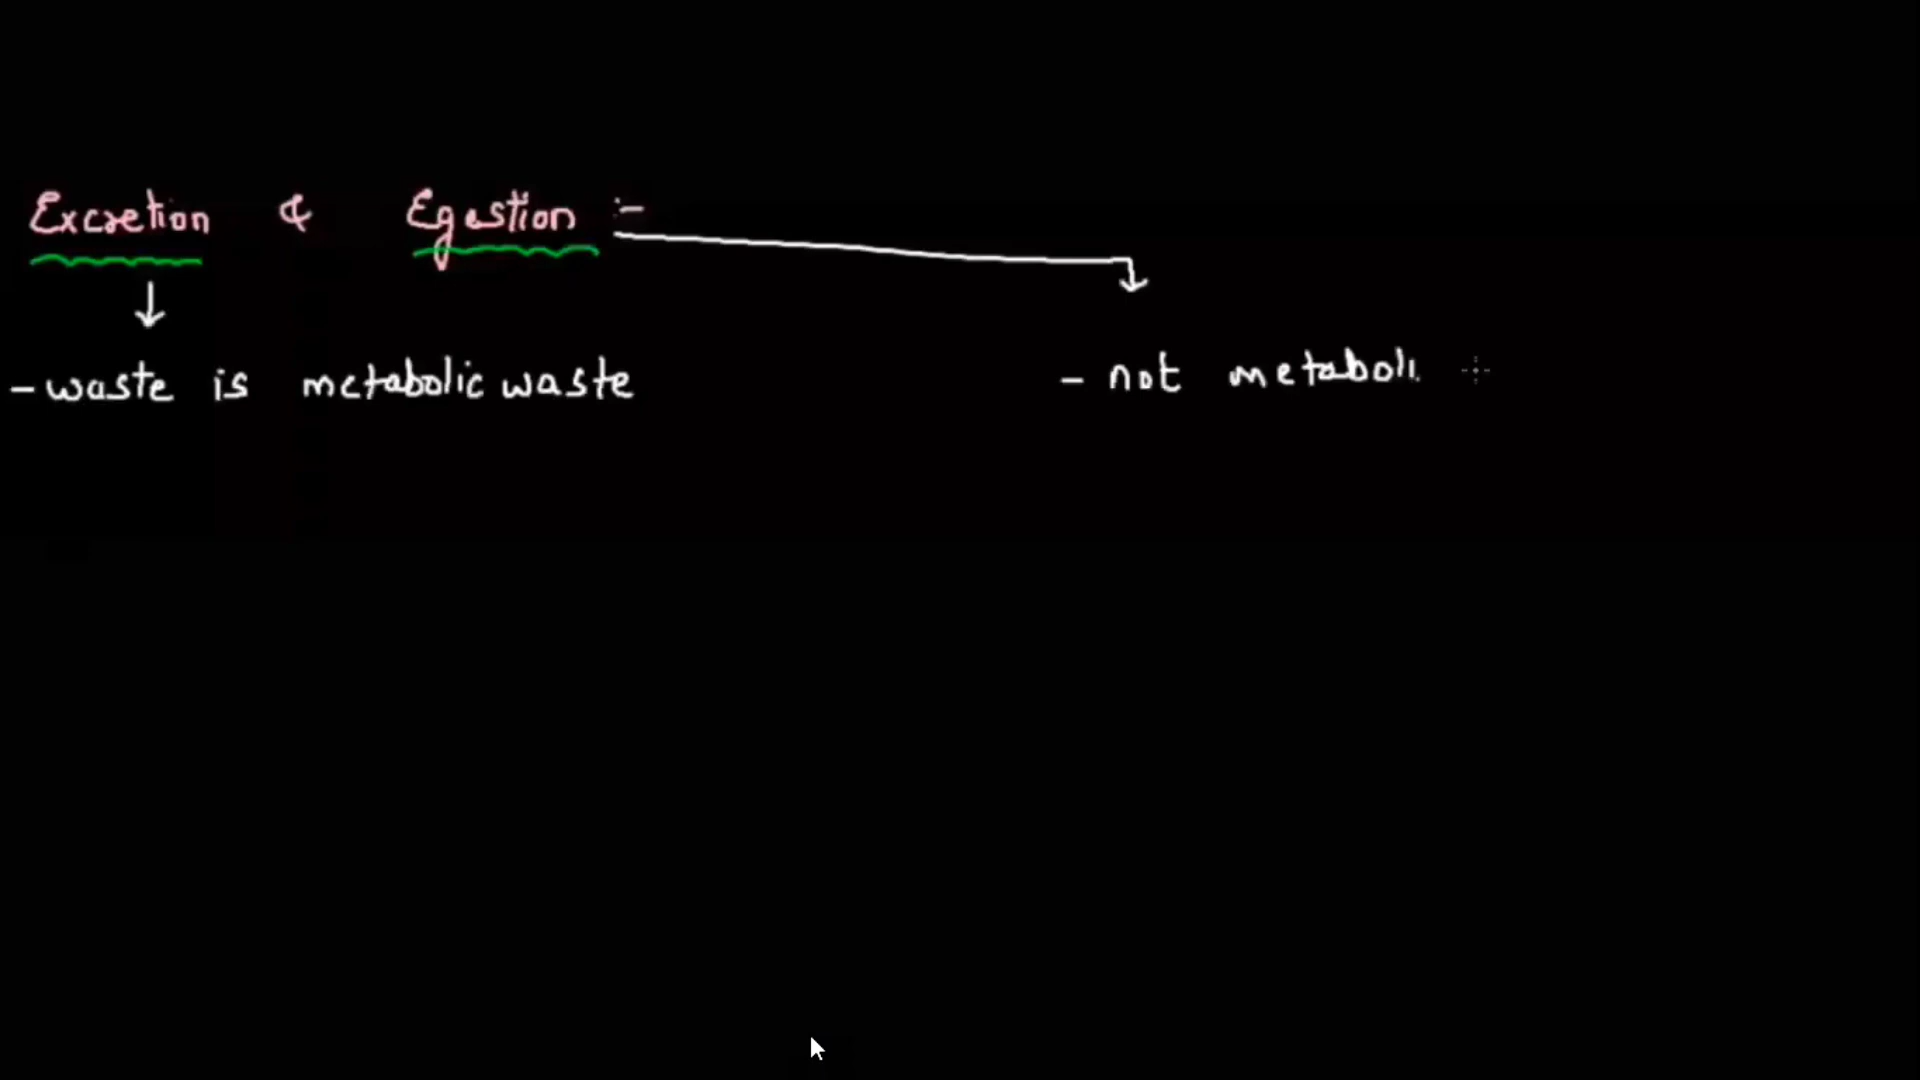 Excretion & Egestion :-
- waste is metabolic waste
- not metaboli